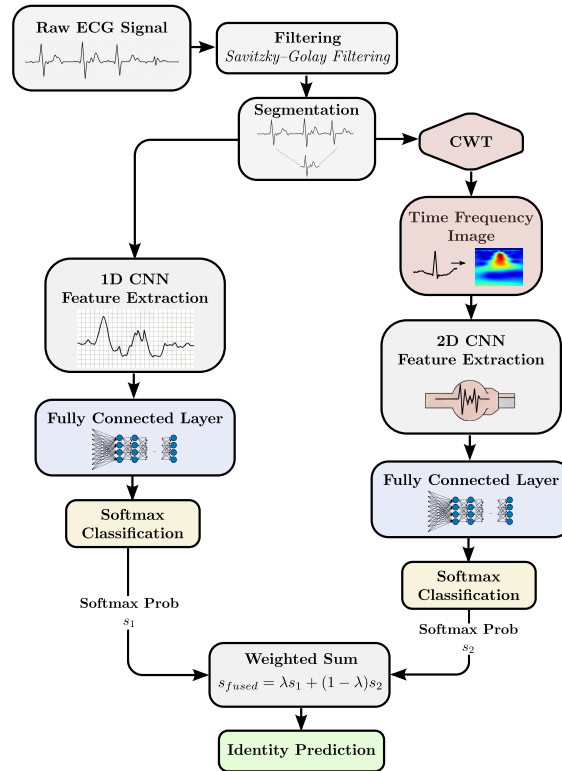 Raw ECG Signal
Filtering
Savitzky–Golay Filtering
Segmentation
CWT
Time Frequency
Image
1D CNN
Feature Extraction
2D CNN
Feature Extraction
Fully Connected Layer
Fully Connected Layer
Softmax
Classification
Softmax
Classification
Softmax Prob
s₁
Softmax Prob
s₂
Weighted Sum
s_{fused} = λs₁ + (1 − λ)s₂
Identity Prediction